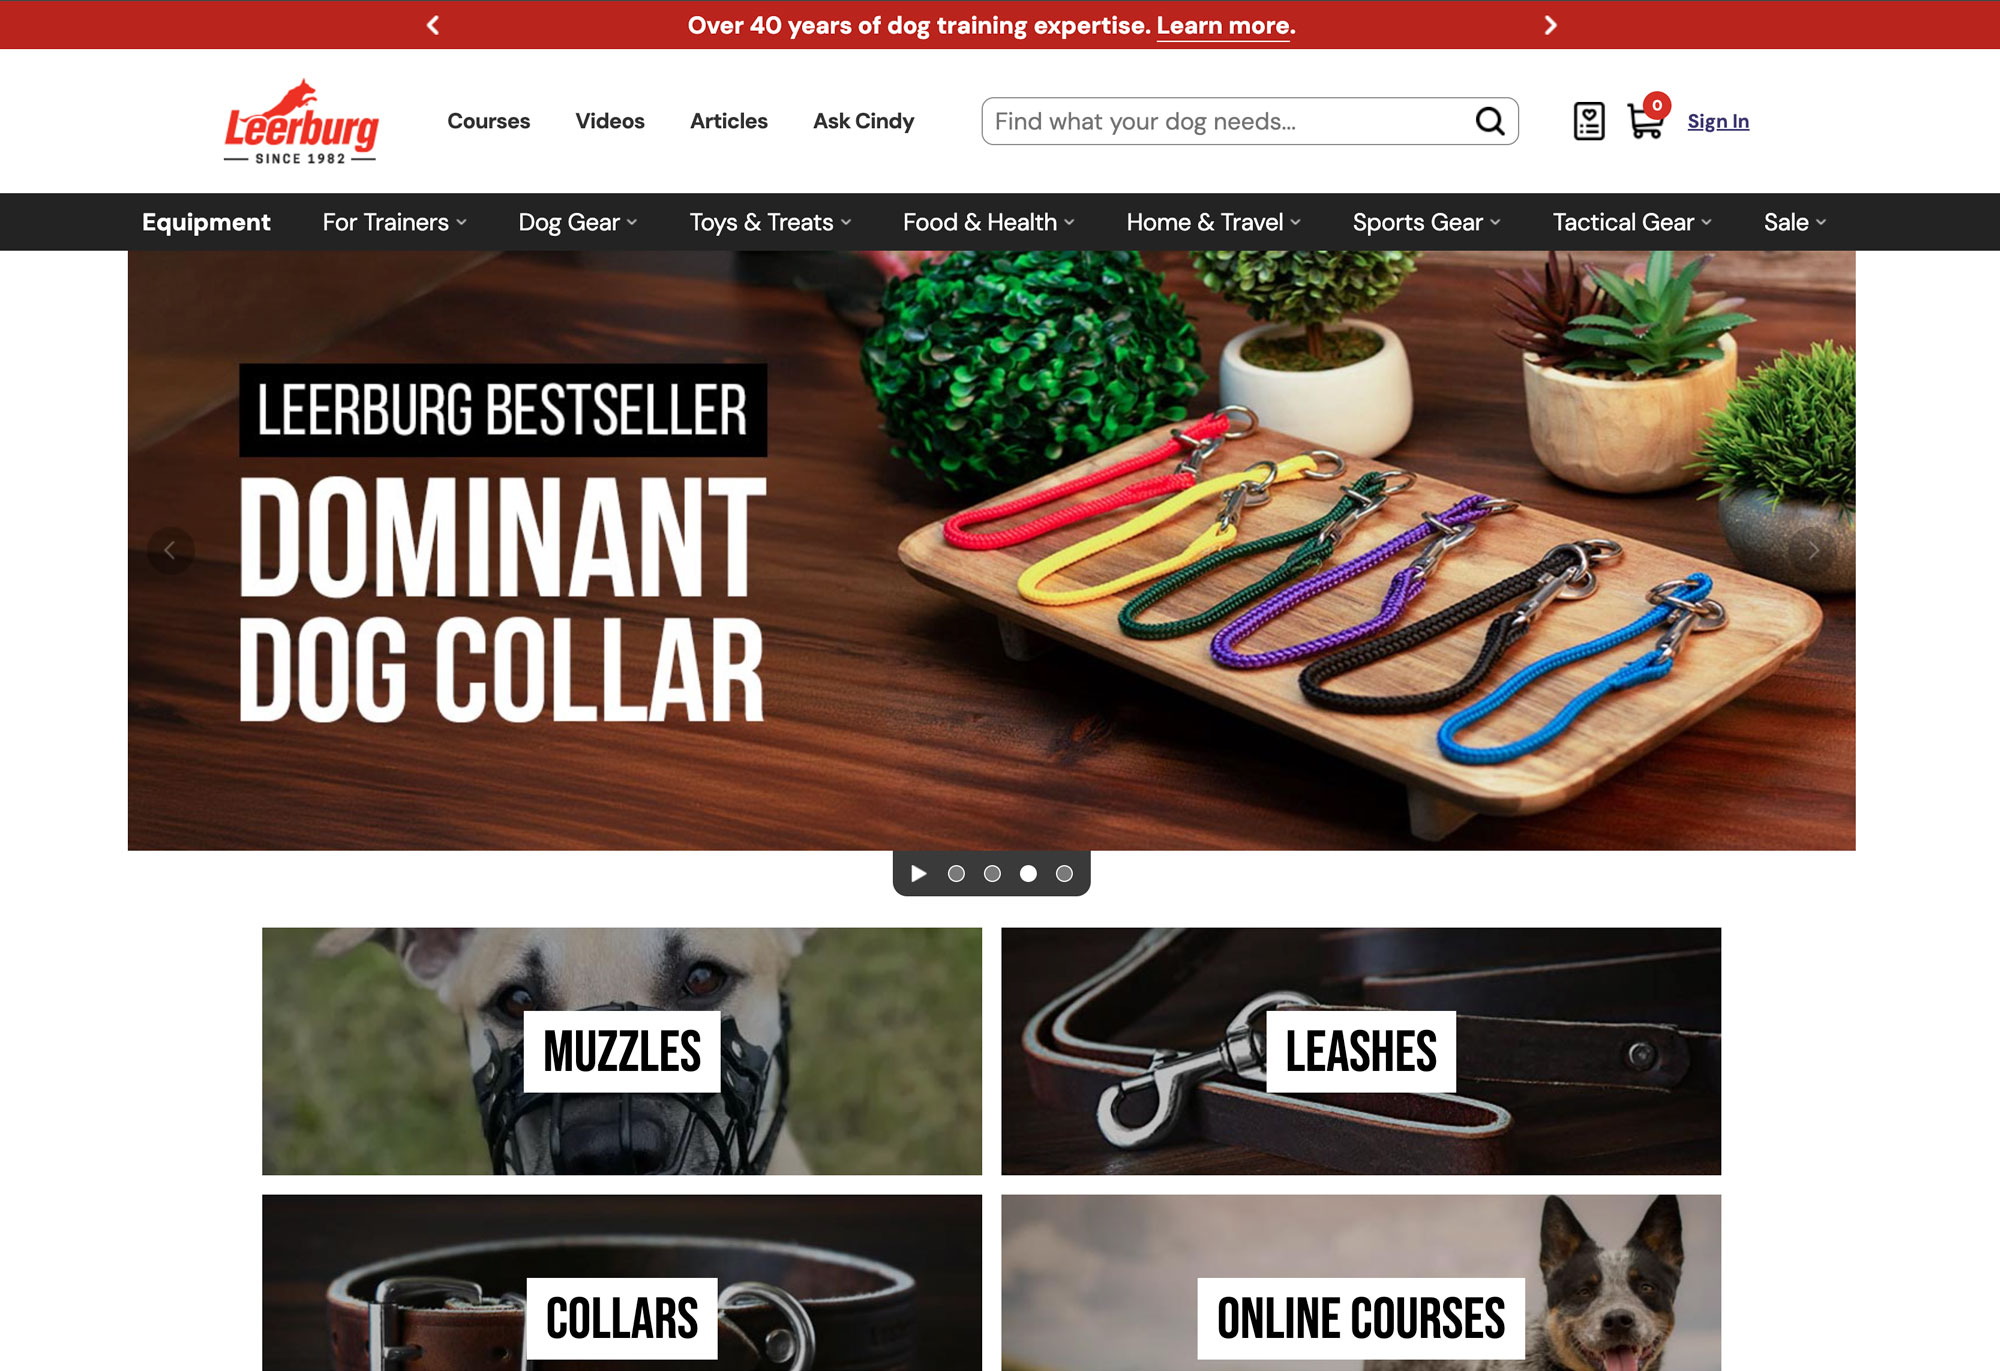 Over 40 years of dog training expertise. Learn more.
Leerburg
SINCE 1982
Courses
Videos
Articles
Ask Cindy
Find what your dog needs...
0
Sign In
Equipment
For Trainers
Dog Gear
Toys & Treats
Food & Health
Home & Travel
Sports Gear
Tactical Gear
Sale
LEERBURG BESTSELLER
DOMINANT
DOG COLLAR
MUZZLES
LEASHES
COLLARS
ONLINE COURSES